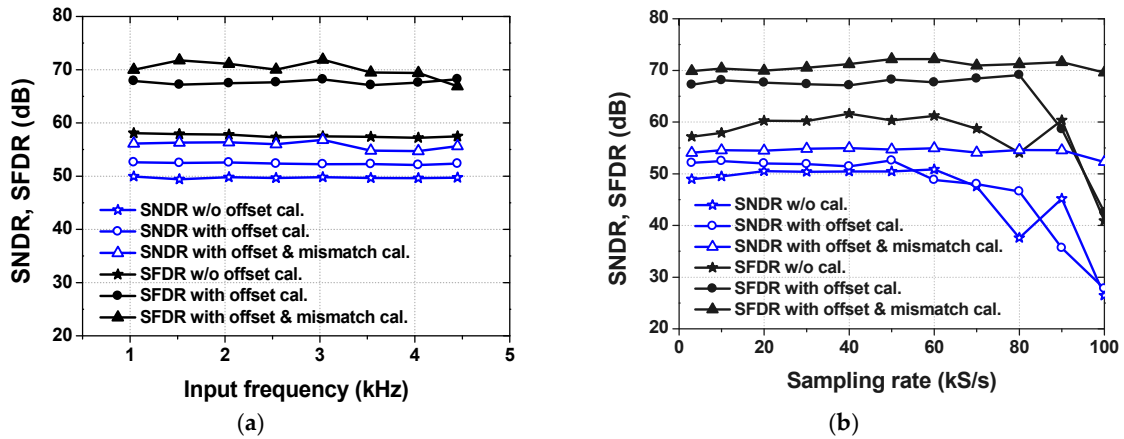 SNDR, SFDR (dB)
80
70
60
50
40
30
20
SNDR w/o offset cal.
SNDR with offset cal.
SNDR with offset & mismatch cal.
SFDR w/o offset cal.
SFDR with offset cal.
SFDR with offset & mismatch cal.
1 2 3 4 5
Input frequency (kHz)
(a)
SNDR, SFDR (dB)
80
70
60
50
40
30
20
SNDR w/o cal.
SNDR with offset cal.
SNDR with offset & mismatch cal.
SFDR w/o cal.
SFDR with offset cal.
SFDR with offset & mismatch cal.
0 20 40 60 80 100
Sampling rate (kS/s)
(b)